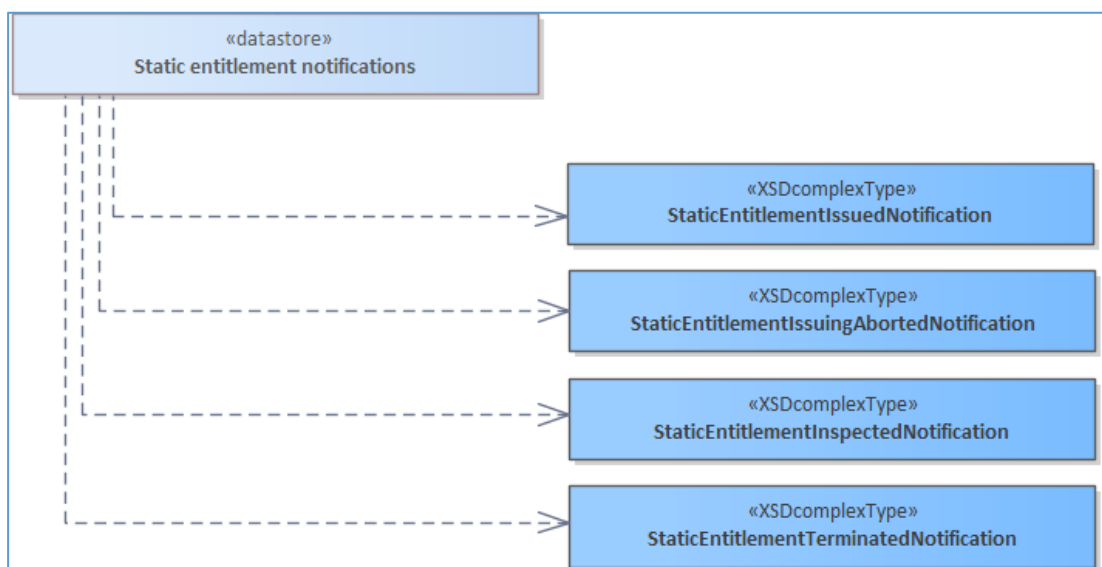 «datastore»
Static entitlement notifications
«XSDcomplexType»
StaticEntitlementIssuedNotification
«XSDcomplexType»
StaticEntitlementIssuingAbortedNotification
«XSDcomplexType»
StaticEntitlementInspectedNotification
«XSDcomplexType»
StaticEntitlementTerminatedNotification